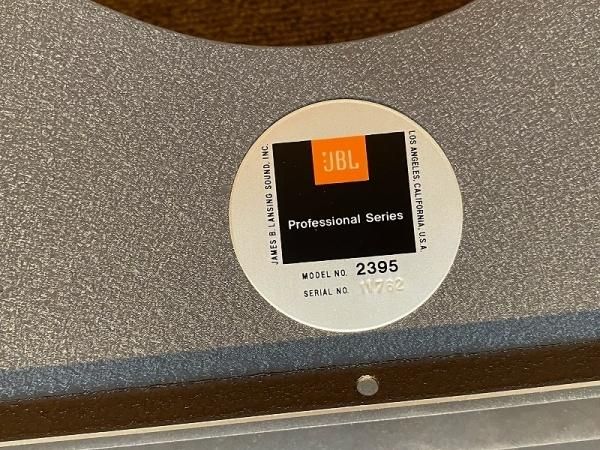 JBL
JAMES B. LANSING SOUND, INC.
Professional Series
LOS ANGELES, CALIFORNIA, U.S.A.
MODEL NO. 2395
SERIAL NO. 11762